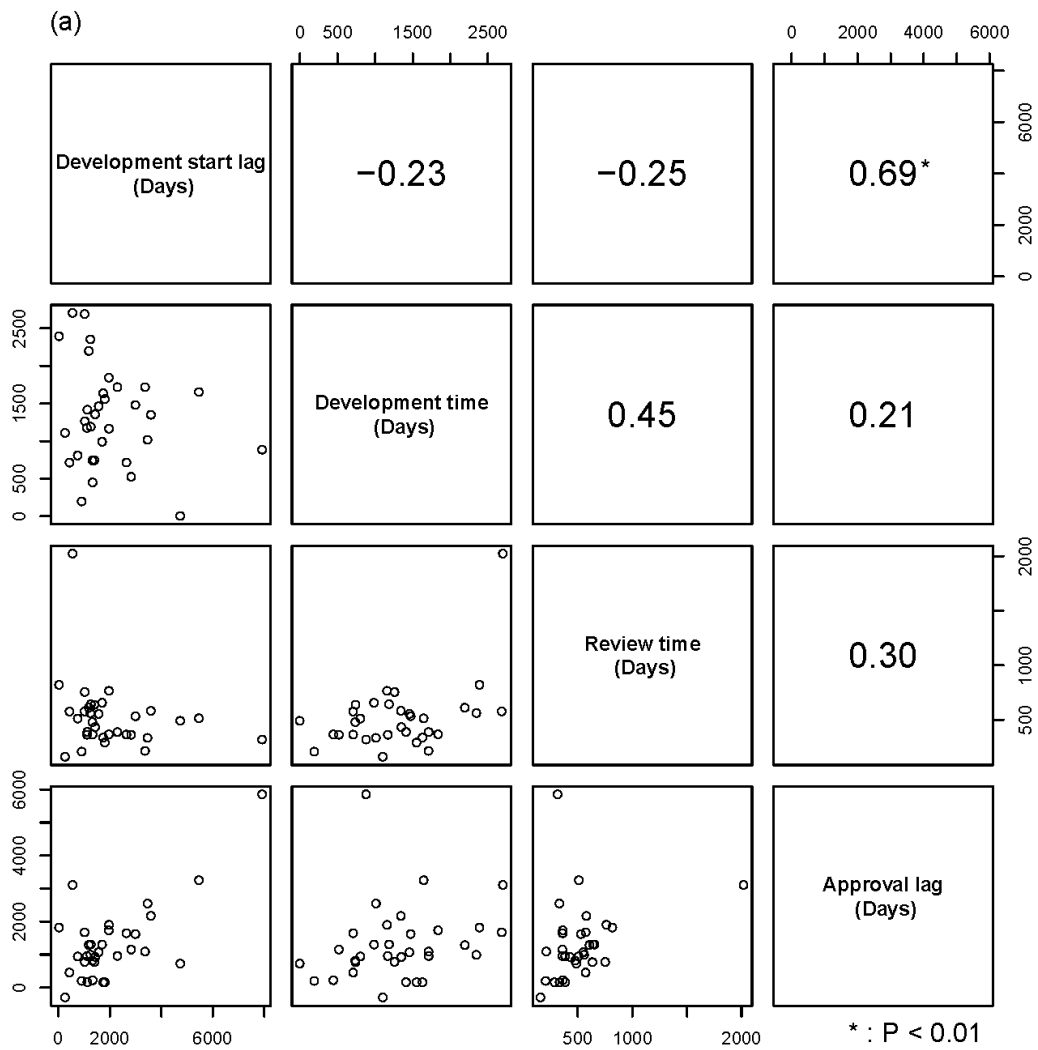 (a)
0 500 1500 2500
0 2000 4000 6000
Development start lag
(Days)
−0.23
−0.25
0.69*
6000
2000
0
2500
1500
500
0
Development time
(Days)
0.45
0.21
Review time
(Days)
0.30
2000
1000
500
6000
4000
2000
0
Approval lag
(Days)
0 2000 6000
500 1000 2000
* : P < 0.01